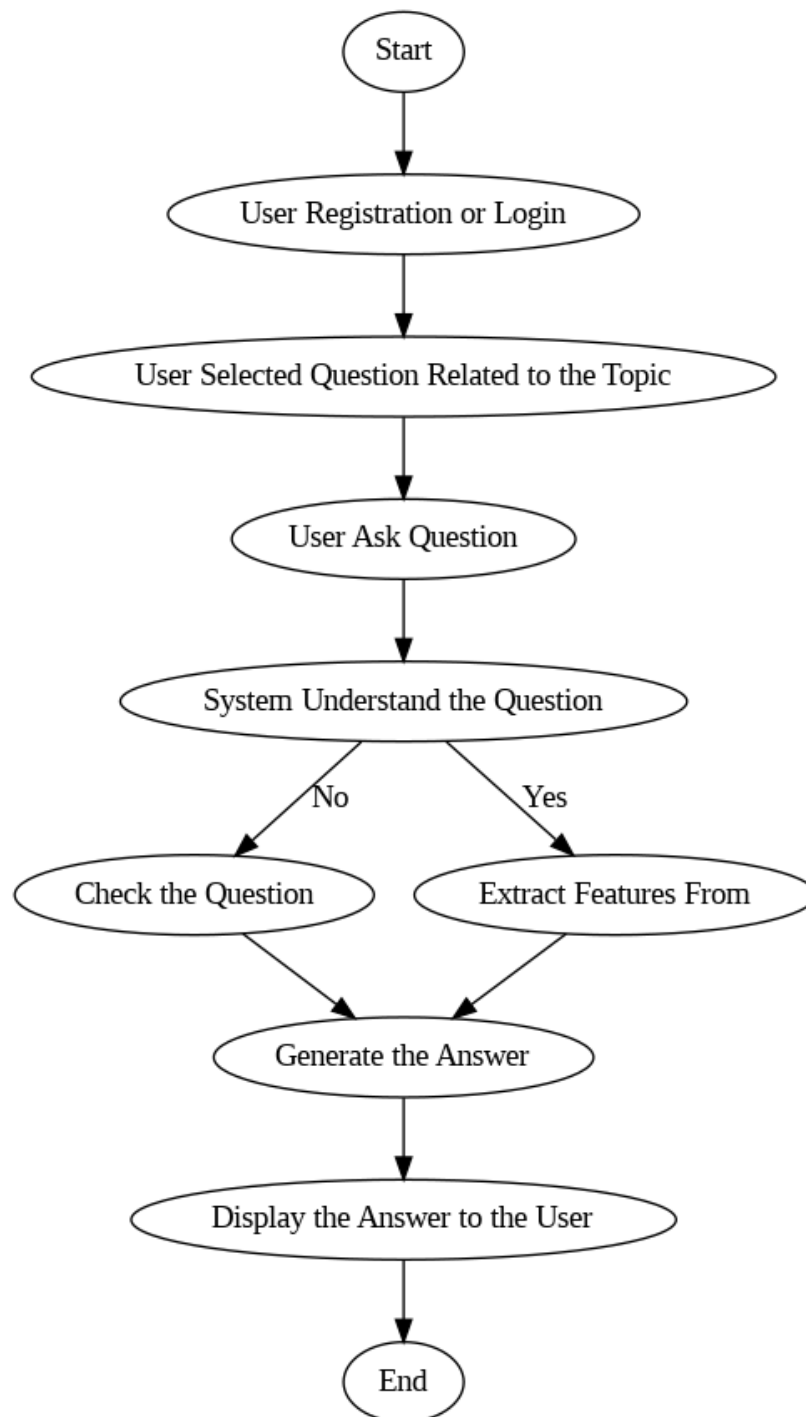 Start
User Registration or Login
User Selected Question Related to the Topic
User Ask Question
System Understand the Question
No
Yes
Check the Question
Extract Features From
Generate the Answer
Display the Answer to the User
End